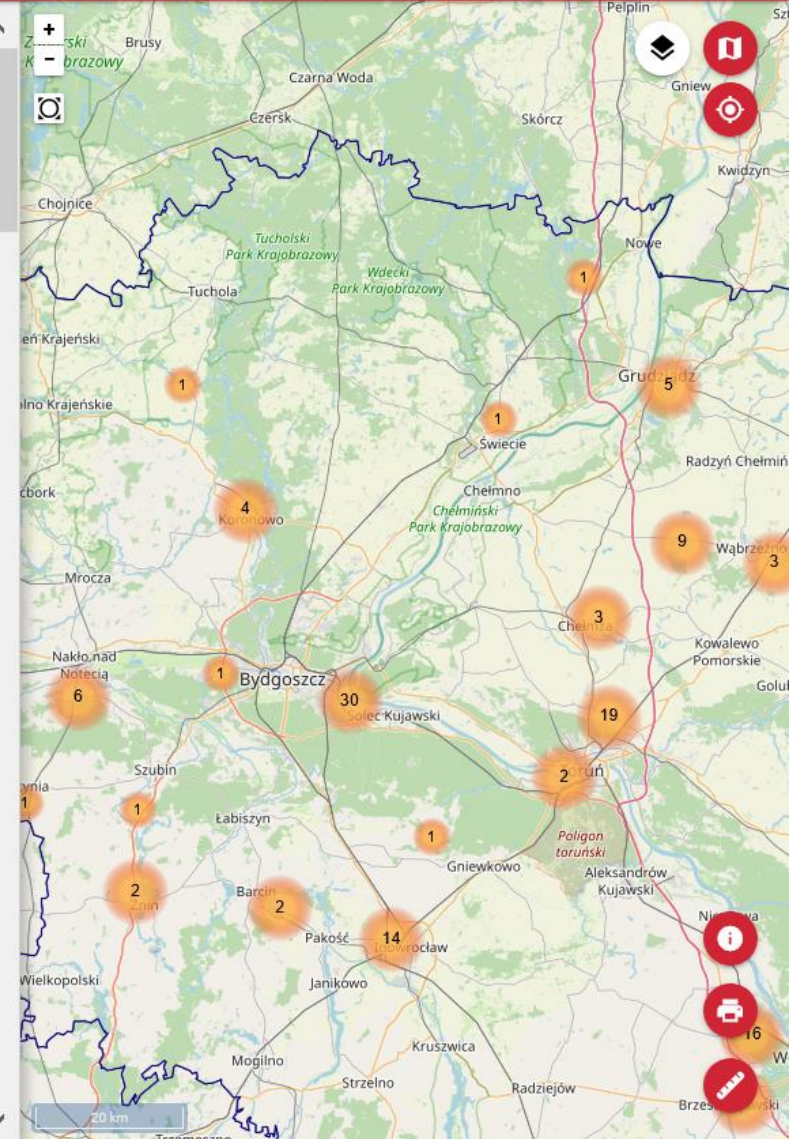 Pelplin
Brusy
Czarna Woda
Gniew
Czersk
Skórcz
Kwidzyn
Chojnice
Tucholski
Park Krajobrazowy
Nowe
Wdecki
Park Krajobrazowy
1
Tuchola
eń Krajeński
Grudziądz
5
1
olno Krajeńskie
1
Świecie
Radzyń Chełmiń
Chełmno
cbork
4
Koronowo
Chełmiński
Park Krajobrazowy
9
Wąbrzeźno
3
Mrocza
3
Chełmża
Kowalewo
Pomorskie
Nakło nad
Notecią
1
Bydgoszcz
Golu
6
30
Solec Kujawski
19
Szubin
2
Toruń
ynia
1
1
Łabiszyn
1
Poligon
toruński
Gniewkowo
Aleksandrów
Kujawski
2
Żnin
Barcin
2
Pakość
14
Inowrocław
Wielkopolski
Janikowo
16
Kruszwica
Mogilno
Strzelno
Radziejów
20 km
Trzemeszno